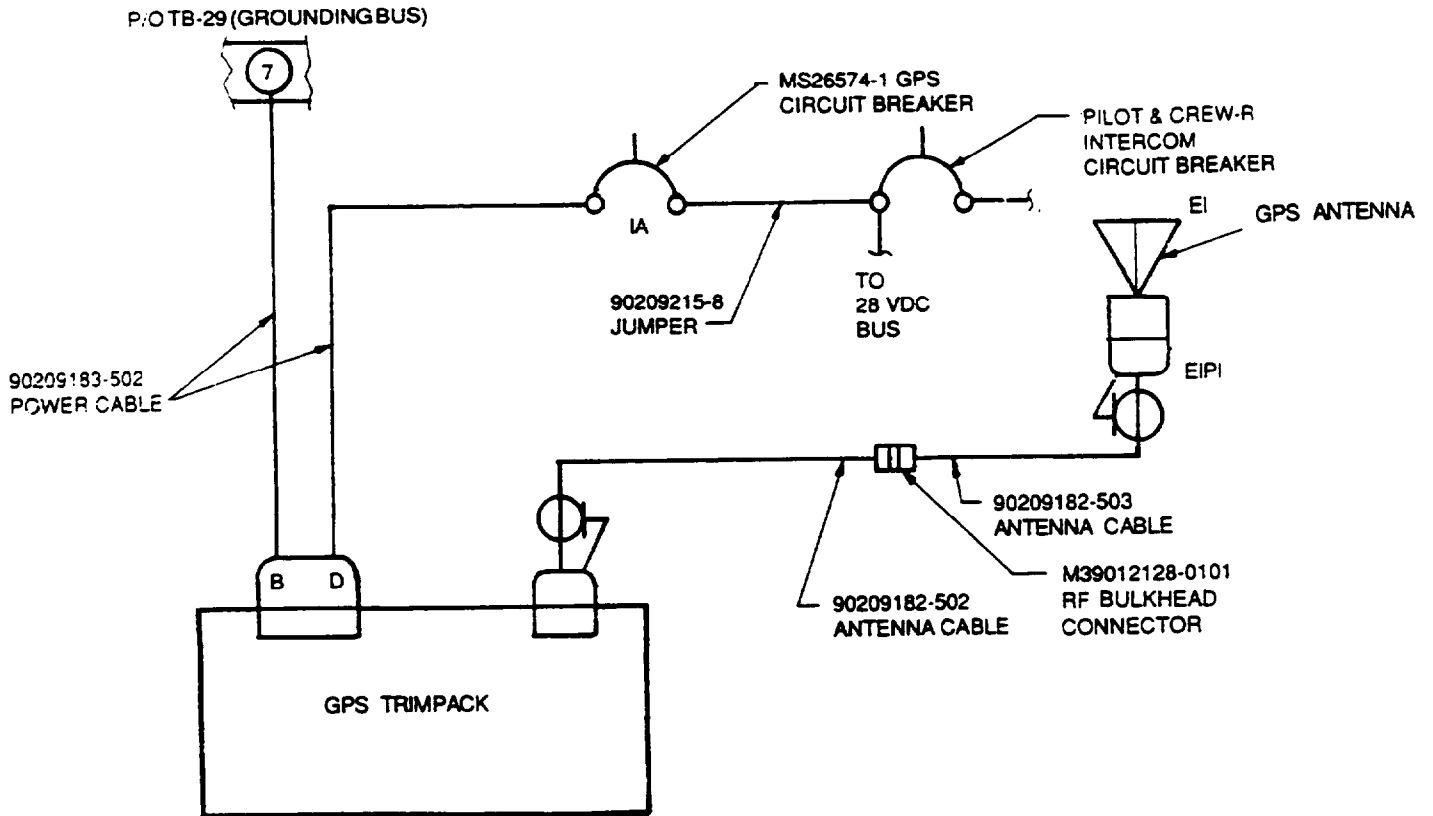 P/O TB-29 (GROUNDING BUS)
7
MS26574-1 GPS
CIRCUIT BREAKER
PILOT & CREW-R
INTERCOM
CIRCUIT BREAKER
IA
EI
GPS ANTENNA
90209215-8
JUMPER
TO
28 VDC
BUS
EIPI
90209183-502
POWER CABLE
90209182-503
ANTENNA CABLE
M39012128-0101
RF BULKHEAD
CONNECTOR
90209182-502
ANTENNA CABLE
B D
GPS TRIMPACK